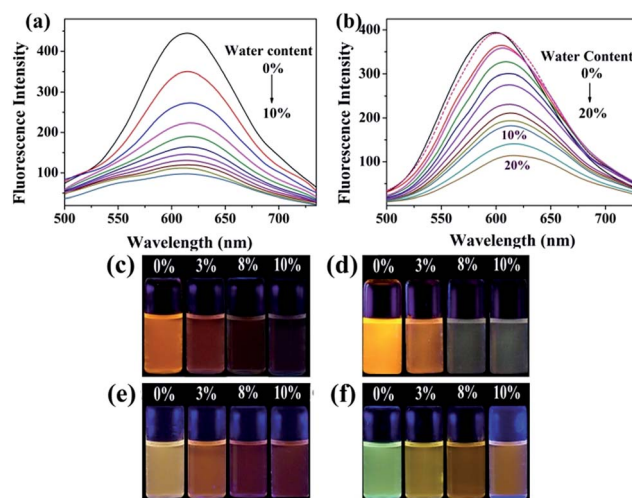 (a)
Fluorescence Intensity
400
300
200
100
Water content
0%
10%
500 550 600 650 700
Wavelength (nm)
(b)
Fluorescence Intensity
400
300
200
100
Water Content
0%
20%
10%
20%
500 550 600 650 700
Wavelength (nm)
(c)
0% 3% 8% 10%
(d)
0% 3% 8% 10%
(e)
0% 3% 8% 10%
(f)
0% 3% 8% 10%